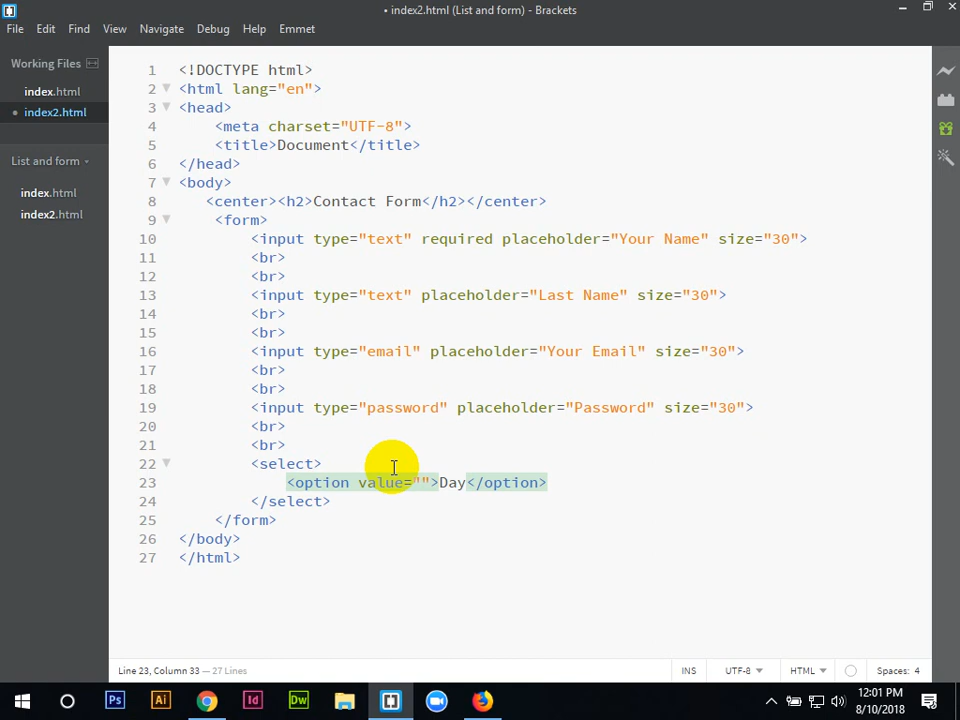 • index2.html (List and form) - Brackets
File Edit Find View Navigate Debug Help Emmet
Working Files
index.html
• index2.html
List and form
index.html
index2.html
1 <!DOCTYPE html>
2 <html lang="en">
3 <head>
4 <meta charset="UTF-8">
5 <title>Document</title>
6 </head>
7 <body>
8 <center><h2>Contact Form</h2></center>
9 <form>
10 <input type="text" required placeholder="Your Name" size="30">
11 <br>
12 <br>
13 <input type="text" placeholder="Last Name" size="30">
14 <br>
15 <br>
16 <input type="email" placeholder="Your Email" size="30">
17 <br>
18 <br>
19 <input type="password" placeholder="Password" size="30">
20 <br>
21 <br>
22 <select>
23 <option value="">Day</option>
24 </select>
25 </form>
26 </body>
27 </html>
Line 23, Column 33 — 27 Lines
INS UTF-8 HTML Spaces: 4
Ps Ai Id Dw
12:01 PM
8/10/2018